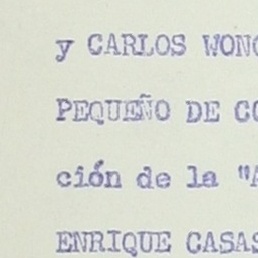 y CARLOS WONG
PEQUEÑO DE CO
ción de la "A
ENRIQUE CASAS